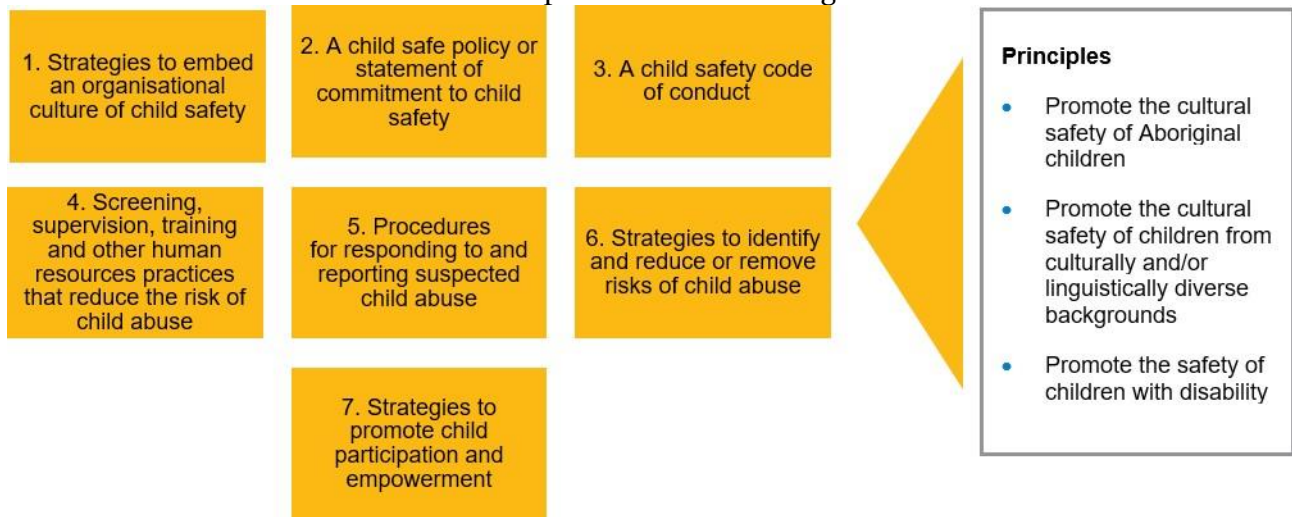 1. Strategies to embed
an organisational
culture of child safety
2. A child safe policy or
statement of
commitment to child
safety
3. A child safety code
of conduct
4. Screening,
supervision, training
and other human
resources practices
that reduce the risk of
child abuse
5. Procedures
for responding to and
reporting suspected
child abuse
6. Strategies to identify
and reduce or remove
risks of child abuse
7. Strategies to
promote child
participation and
empowerment
Principles
• Promote the cultural
safety of Aboriginal
children
• Promote the cultural
safety of children from
culturally and/or
linguistically diverse
backgrounds
• Promote the safety of
children with disability